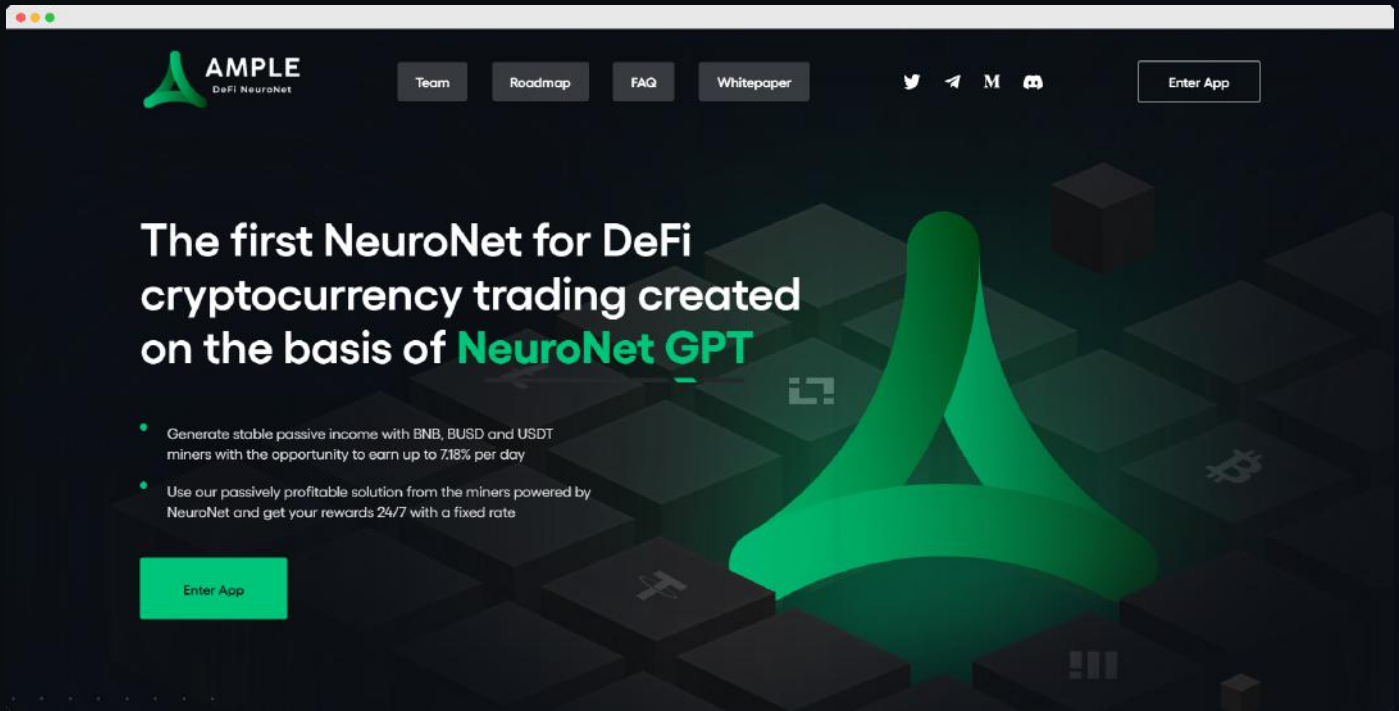 AMPLE
DeFi NeuroNet
Team
Roadmap
FAQ
Whitepaper
M
Enter App
The first NeuroNet for DeFi
cryptocurrency trading created
on the basis of NeuroNet GPT
Generate stable passive income with BNB, BUSD and USDT
miners with the opportunity to earn up to 7.18% per day
Use our passively profitable solution from the miners powered by
NeuroNet and get your rewards 24/7 with a fixed rate
Enter App